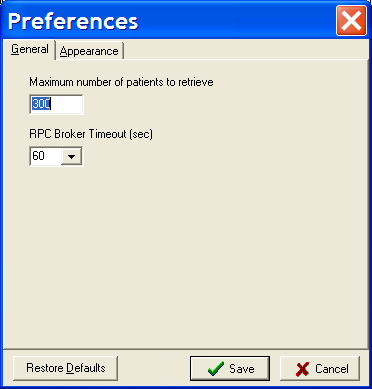 Preferences
General Appearance
Maximum number of patients to retrieve
300
RPC Broker Timeout (sec)
60
Restore Defaults Save Cancel